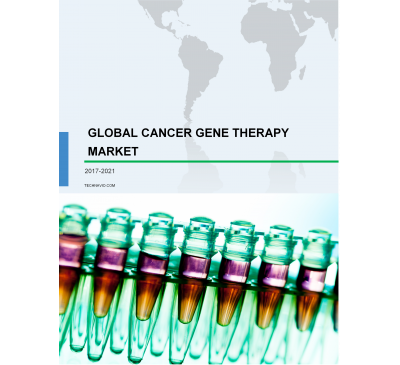 GLOBAL CANCER GENE THERAPY
MARKET
2017-2021
TECHNAVIO.COM